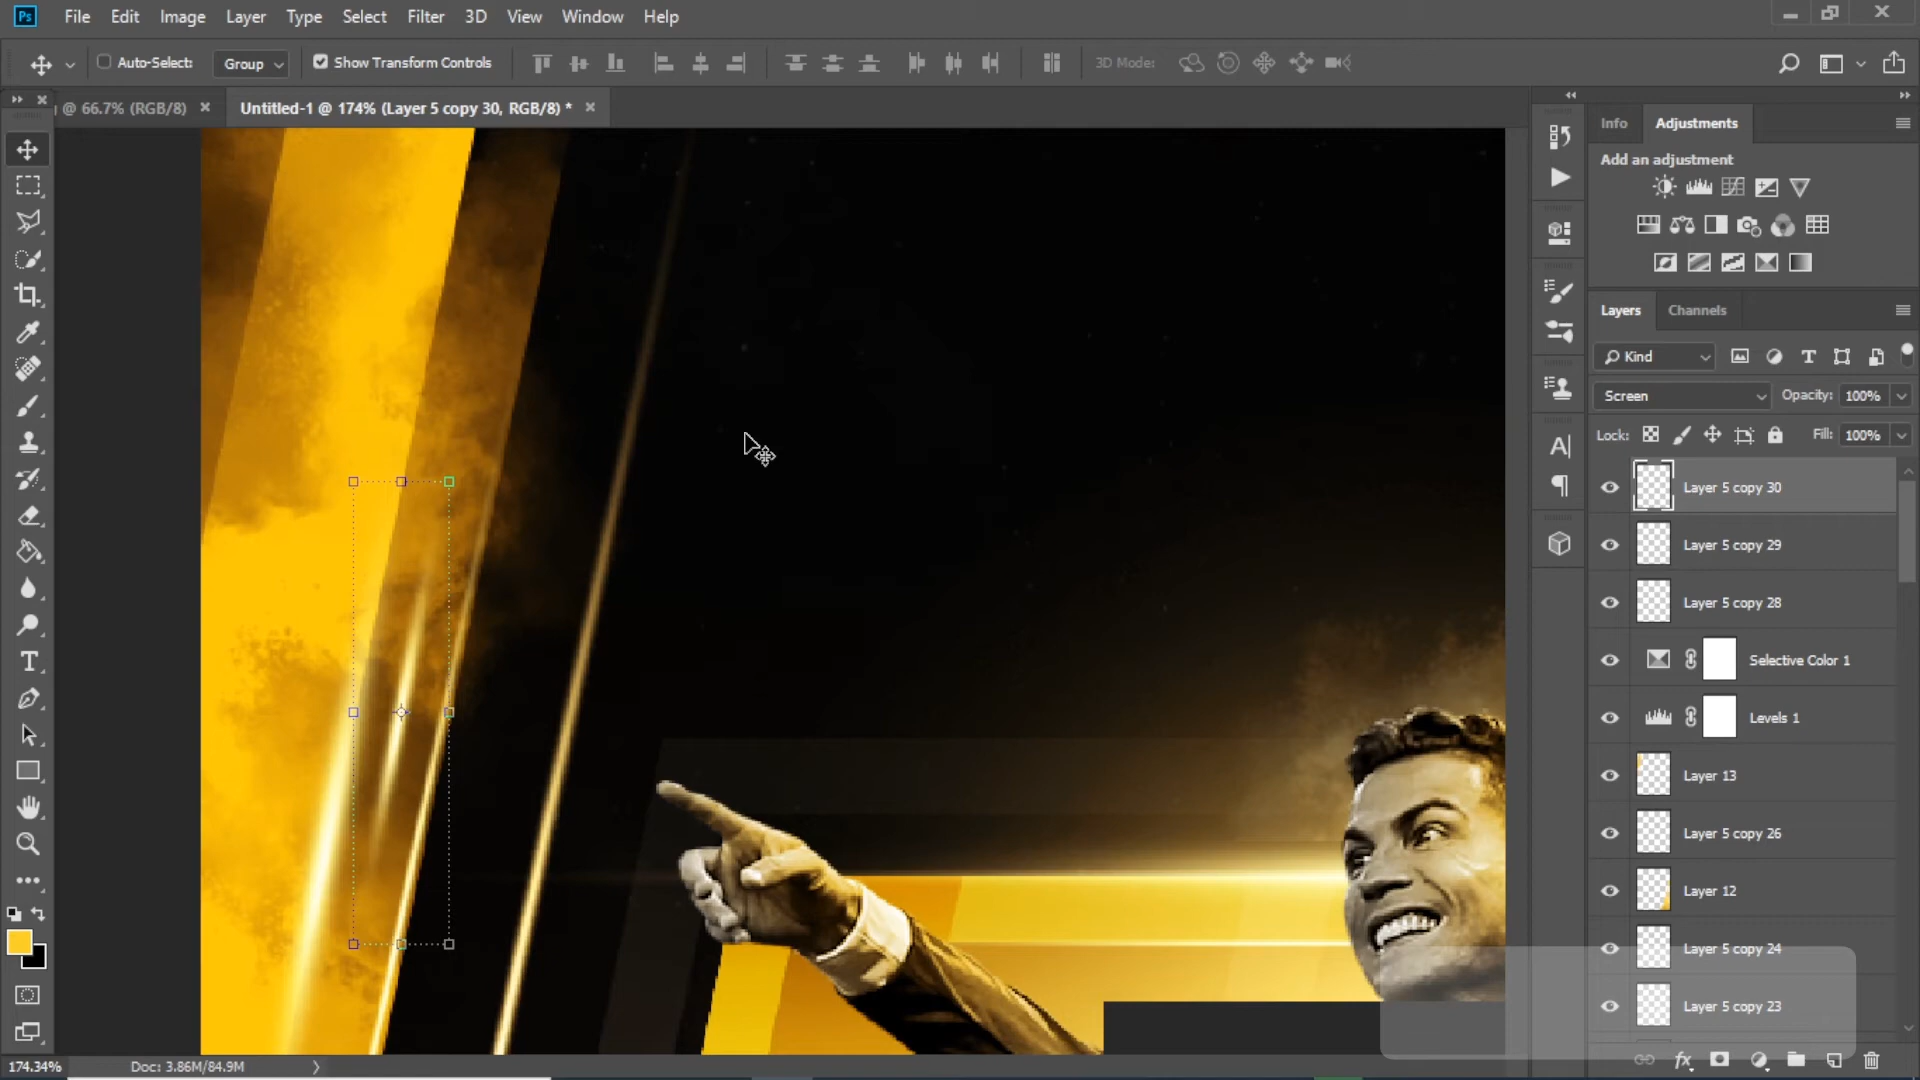 Ps File Edit Image Layer Type Select Filter 3D View Window Help
Auto-Select: Group Show Transform Controls 3D Mode:
@ 66.7% (RGB/8) Untitled-1 @ 174% (Layer 5 copy 30, RGB/8) *
Info Adjustments
Add an adjustment
Layers Channels
Kind
Screen Opacity: 100%
Lock: Fill: 100%
Layer 5 copy 30
Layer 5 copy 29
Layer 5 copy 28
Selective Color 1
Levels 1
Layer 13
Layer 5 copy 26
Layer 12
Layer 5 copy 24
Layer 5 copy 23
174.34% Doc: 3.86M/84.9M